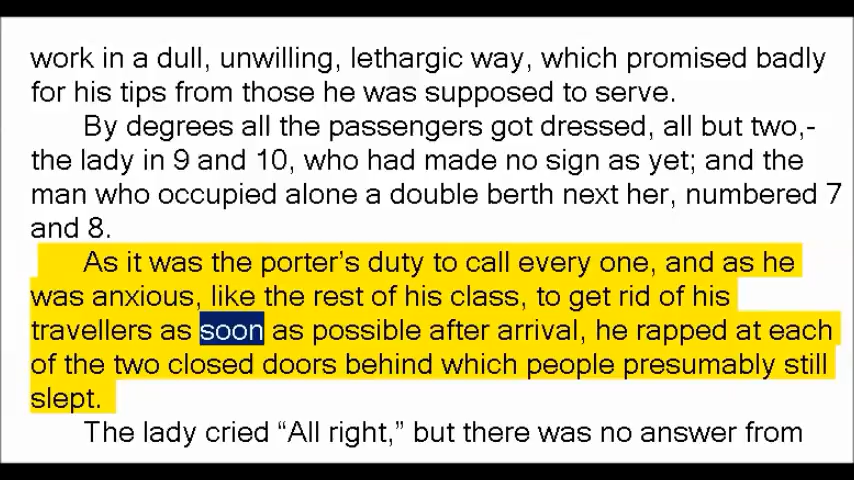 work in a dull, unwilling, lethargic way, which promised badly
for his tips from those he was supposed to serve.
By degrees all the passengers got dressed, all but two,-
the lady in 9 and 10, who had made no sign as yet; and the
man who occupied alone a double berth next her, numbered 7
and 8.
As it was the porter’s duty to call every one, and as he
was anxious, like the rest of his class, to get rid of his
travellers as soon as possible after arrival, he rapped at each
of the two closed doors behind which people presumably still
slept.
The lady cried “All right,” but there was no answer from